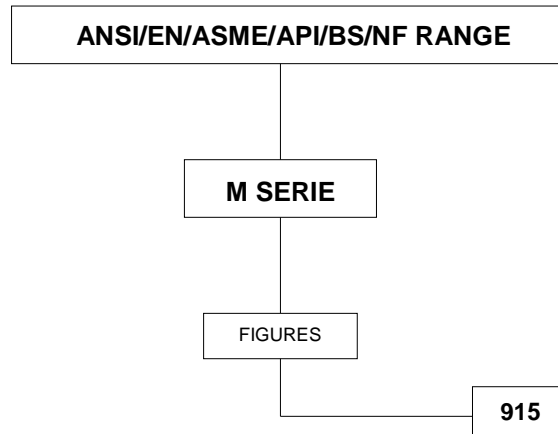 ANSI/EN/ASME/API/BS/NF RANGE
M SERIE
FIGURES
915